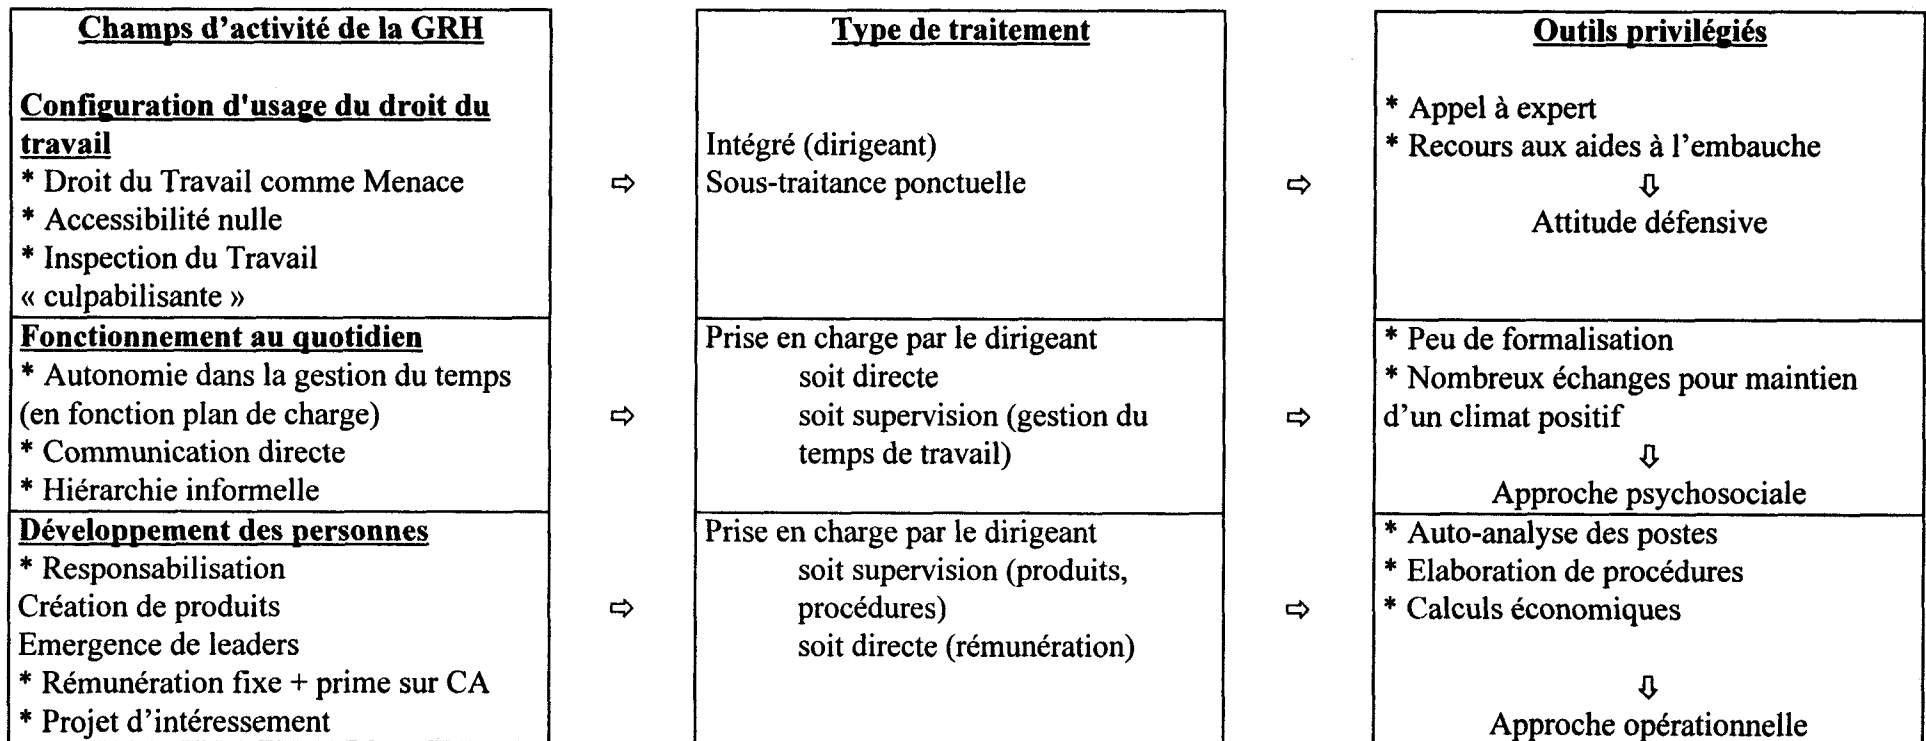 Champs d'activité de la GRH
Configuration d'usage du droit du
travail
* Droit du Travail comme Menace
* Accessibilité nulle
* Inspection du Travail
« culpabilisante »
⇨
Type de traitement
Intégré (dirigeant)
Sous-traitance ponctuelle
⇨
Outils privilégiés
* Appel à expert
* Recours aux aides à l'embauche
⇩
Attitude défensive
Fonctionnement au quotidien
* Autonomie dans la gestion du temps
(en fonction plan de charge)
* Communication directe
* Hiérarchie informelle
⇨
Prise en charge par le dirigeant
soit directe
soit supervision (gestion du
temps de travail)
⇨
* Peu de formalisation
* Nombreux échanges pour maintien
d'un climat positif
⇩
Approche psychosociale
Développement des personnes
* Responsabilisation
Création de produits
Emergence de leaders
* Rémunération fixe + prime sur CA
* Projet d'intéressement
⇨
Prise en charge par le dirigeant
soit supervision (produits,
procédures)
soit directe (rémunération)
⇨
* Auto-analyse des postes
* Elaboration de procédures
* Calculs économiques
⇩
Approche opérationnelle